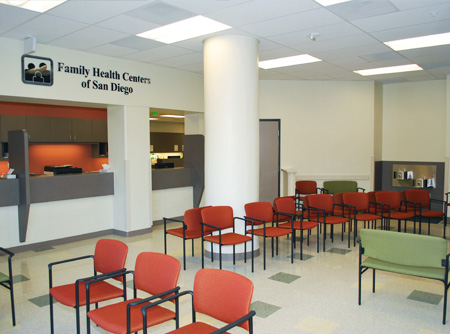 Family Health Centers
of San Diego